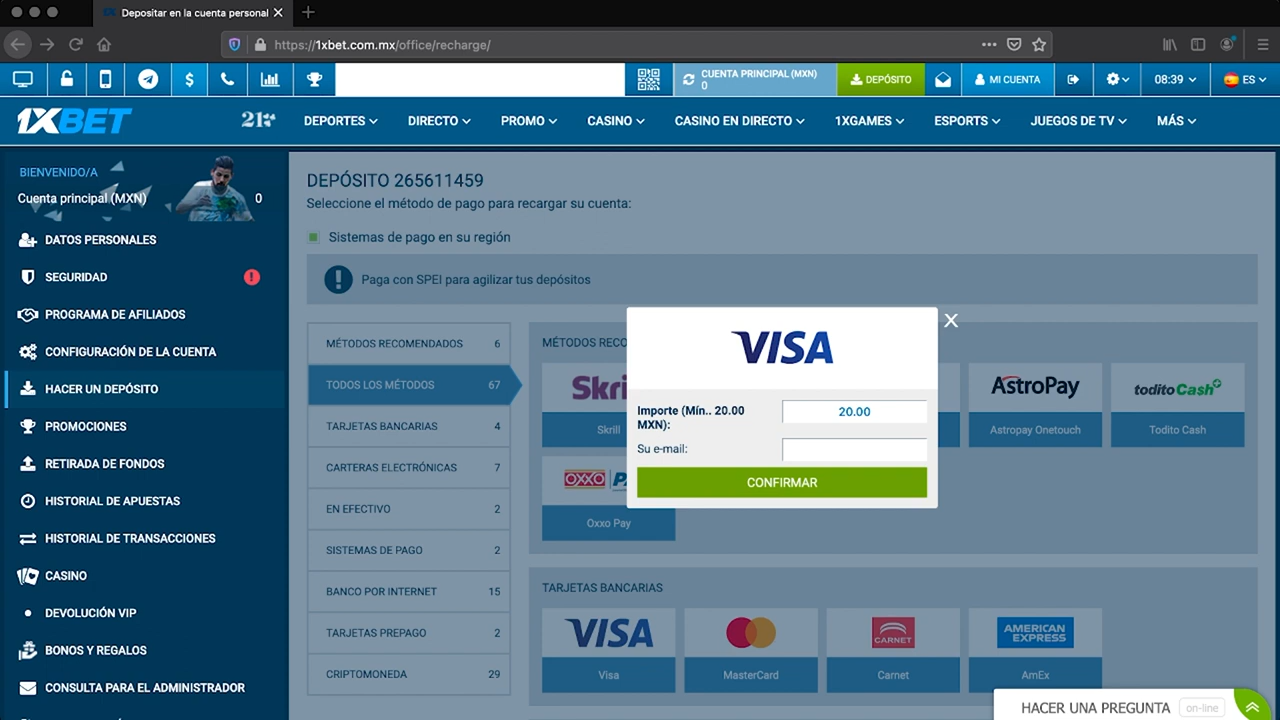 Depositar en la cuenta personal
https://1xbet.com.mx/office/recharge/
$
CUENTA PRINCIPAL (MXN)
0
DEPÓSITO
MI CUENTA
08:39
ES
1XBET
21
DEPORTES
DIRECTO
PROMO
CASINO
CASINO EN DIRECTO
1XGAMES
ESPORTS
JUEGOS DE TV
MÁS
BIENVENIDO/A
Cuenta principal (MXN)
0
DATOS PERSONALES
SEGURIDAD
!
PROGRAMA DE AFILIADOS
CONFIGURACIÓN DE LA CUENTA
HACER UN DEPÓSITO
PROMOCIONES
RETIRADA DE FONDOS
HISTORIAL DE APUESTAS
HISTORIAL DE TRANSACCIONES
CASINO
DEVOLUCIÓN VIP
BONOS Y REGALOS
CONSULTA PARA EL ADMINISTRADOR
DEPÓSITO 265611459
Seleccione el método de pago para recargar su cuenta:
Sistemas de pago en su región
! Paga con SPEI para agilizar tus depósitos
MÉTODOS RECOMENDADOS 6
TODOS LOS MÉTODOS 67
TARJETAS BANCARIAS 4
CARTERAS ELECTRÓNICAS 7
EN EFECTIVO 2
SISTEMAS DE PAGO 2
BANCO POR INTERNET 15
TARJETAS PREPAGO 2
CRIPTOMONEDA 29
MÉTODOS RECO
Skri
Skrill
AstroPay
Astropay Onetouch
toditoCash
Todito Cash
OXXO P
Oxxo Pay
VISA
Importe (Mín.. 20.00
MXN):
20.00
Su e-mail:
CONFIRMAR
TARJETAS BANCARIAS
VISA
Visa
MasterCard
CARNET
Carnet
AMERICAN
EXPRESS
AmEx
HACER UNA PREGUNTA
on-line